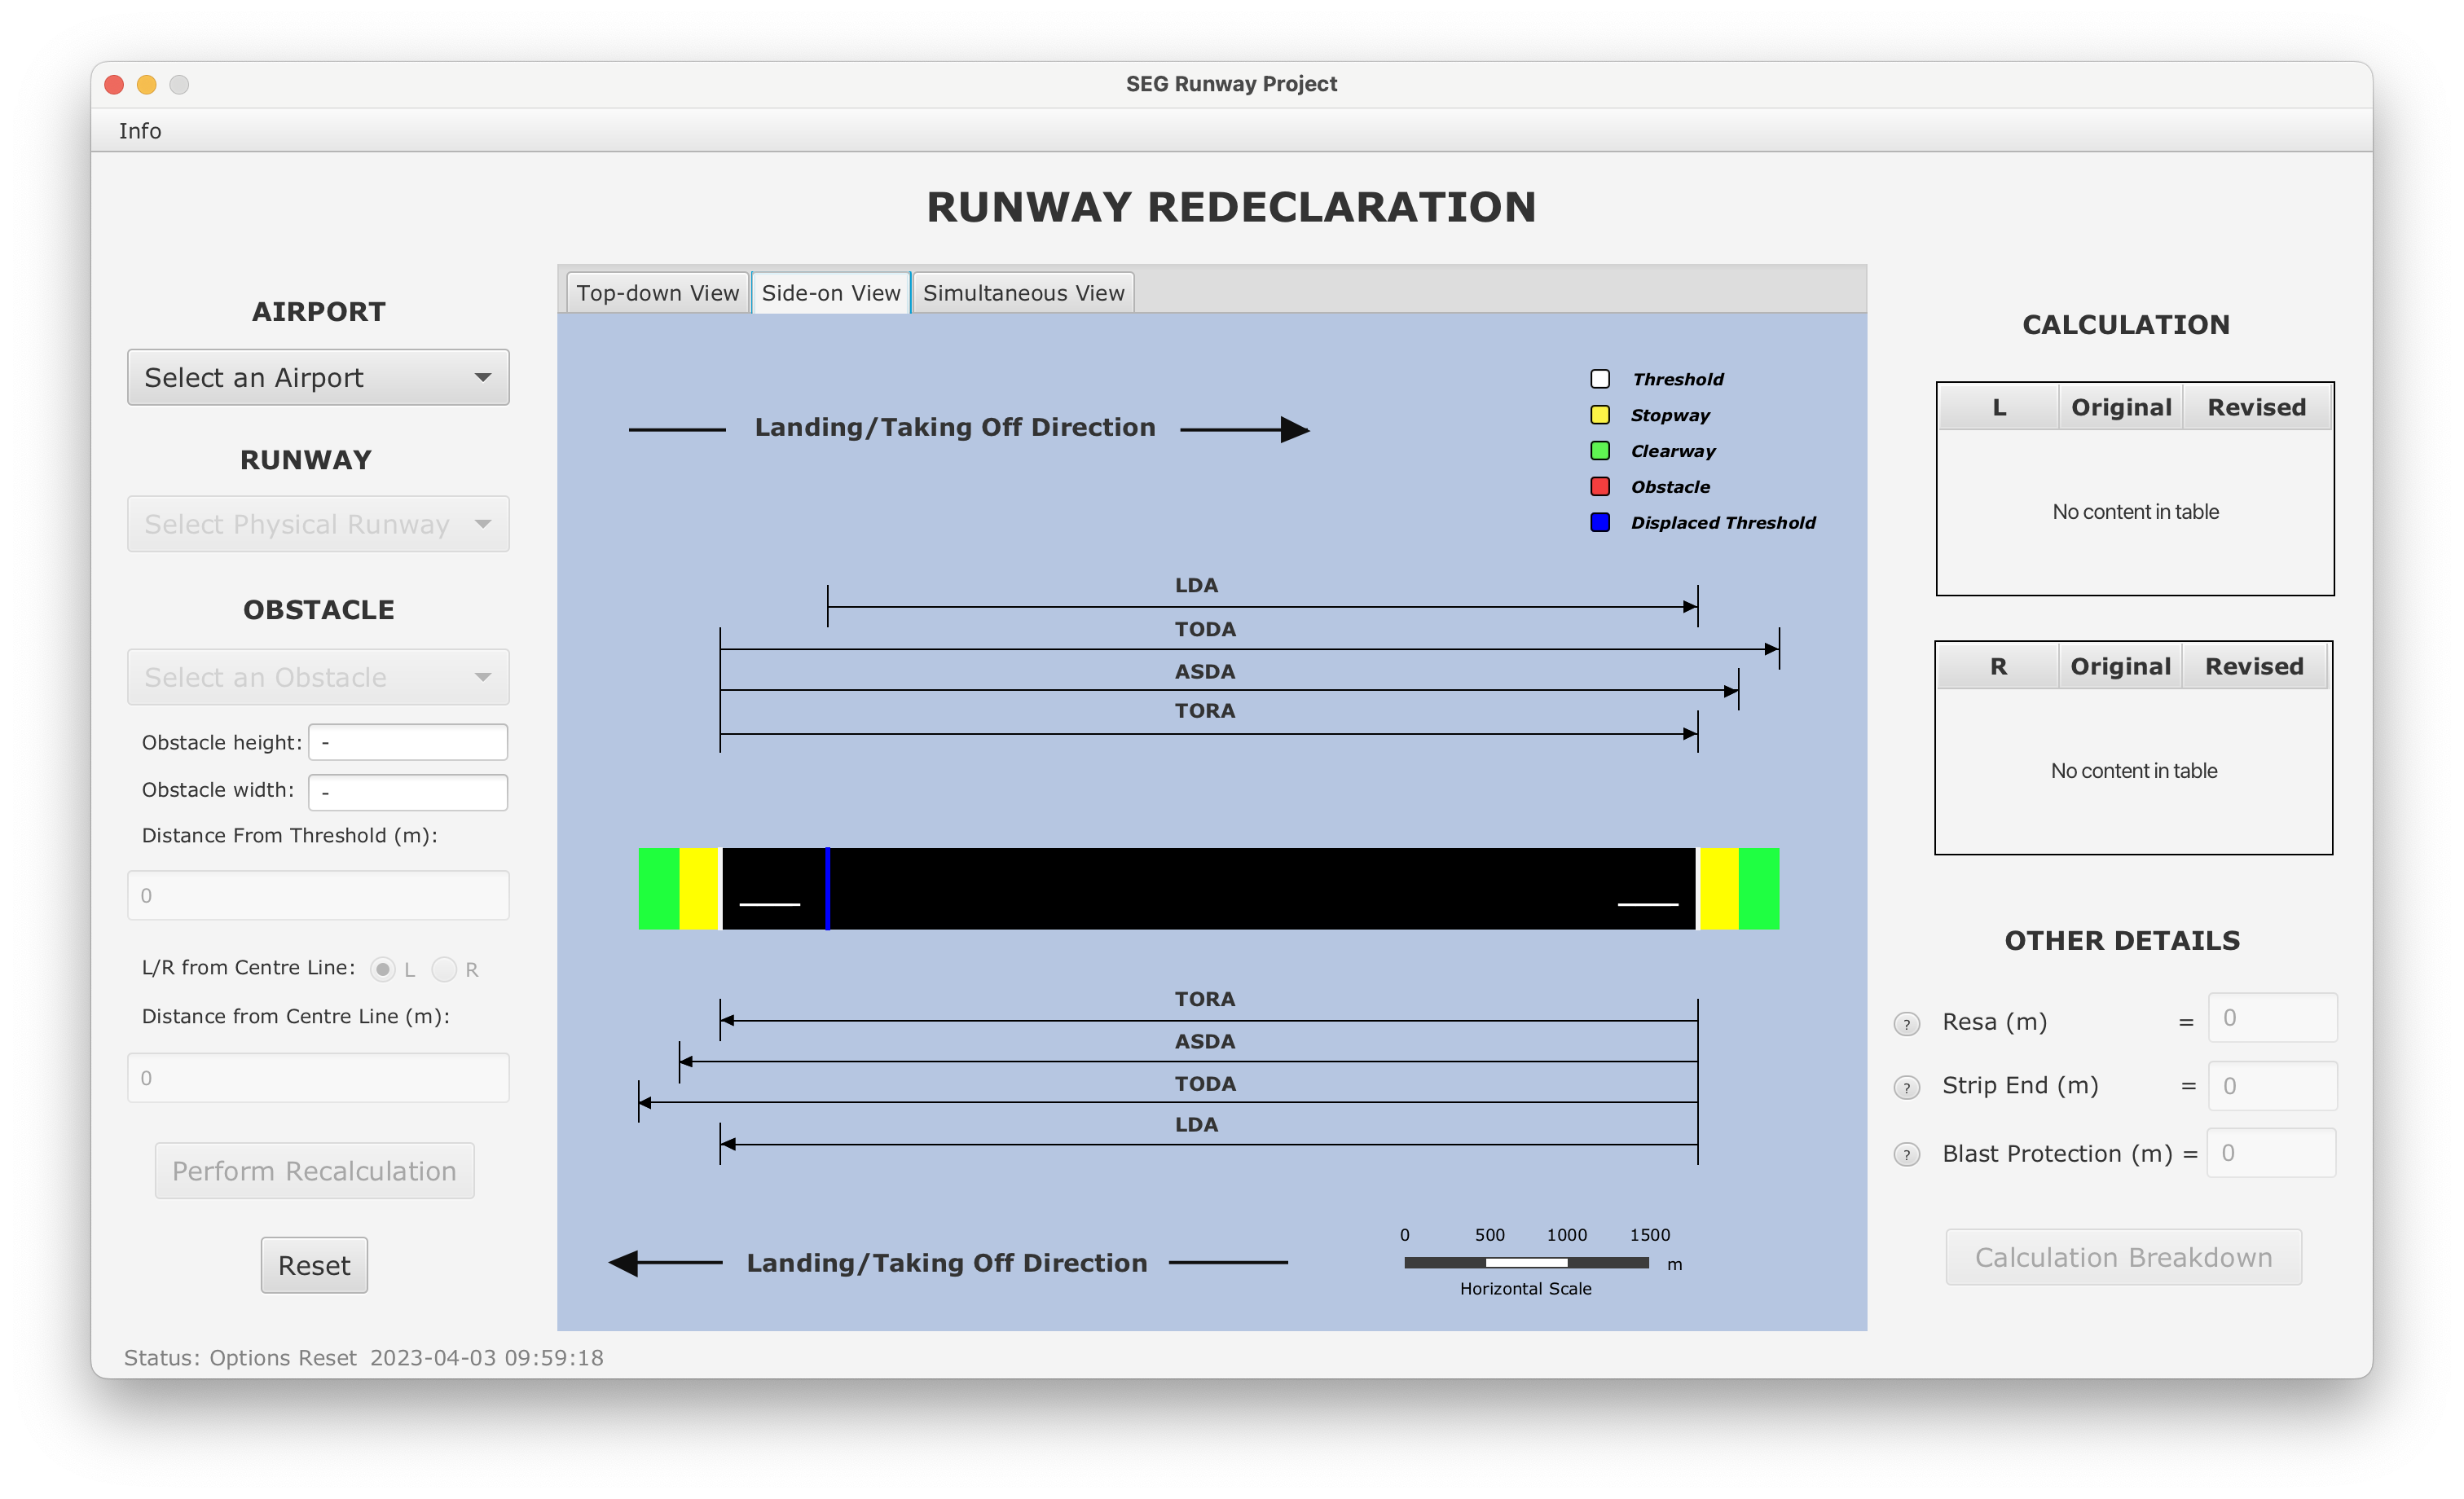 SEG Runway Project
Info
RUNWAY REDECLARATION
AIRPORT
Select an Airport
RUNWAY
Select Physical Runway
OBSTACLE
Select an Obstacle
Obstacle height: -
Obstacle width: -
Distance From Threshold (m):
0
L/R from Centre Line: L R
Distance from Centre Line (m):
0
Perform Recalculation
Reset
Top-down View Side-on View Simultaneous View
Landing/Taking Off Direction
Threshold
Stopway
Clearway
Obstacle
Displaced Threshold
LDA
TODA
ASDA
TORA
TORA
ASDA
TODA
LDA
Landing/Taking Off Direction
0 500 1000 1500
m
Horizontal Scale
CALCULATION
L Original Revised
No content in table
R Original Revised
No content in table
OTHER DETAILS
? Resa (m) = 0
? Strip End (m) = 0
? Blast Protection (m) = 0
Calculation Breakdown
Status: Options Reset 2023-04-03 09:59:18